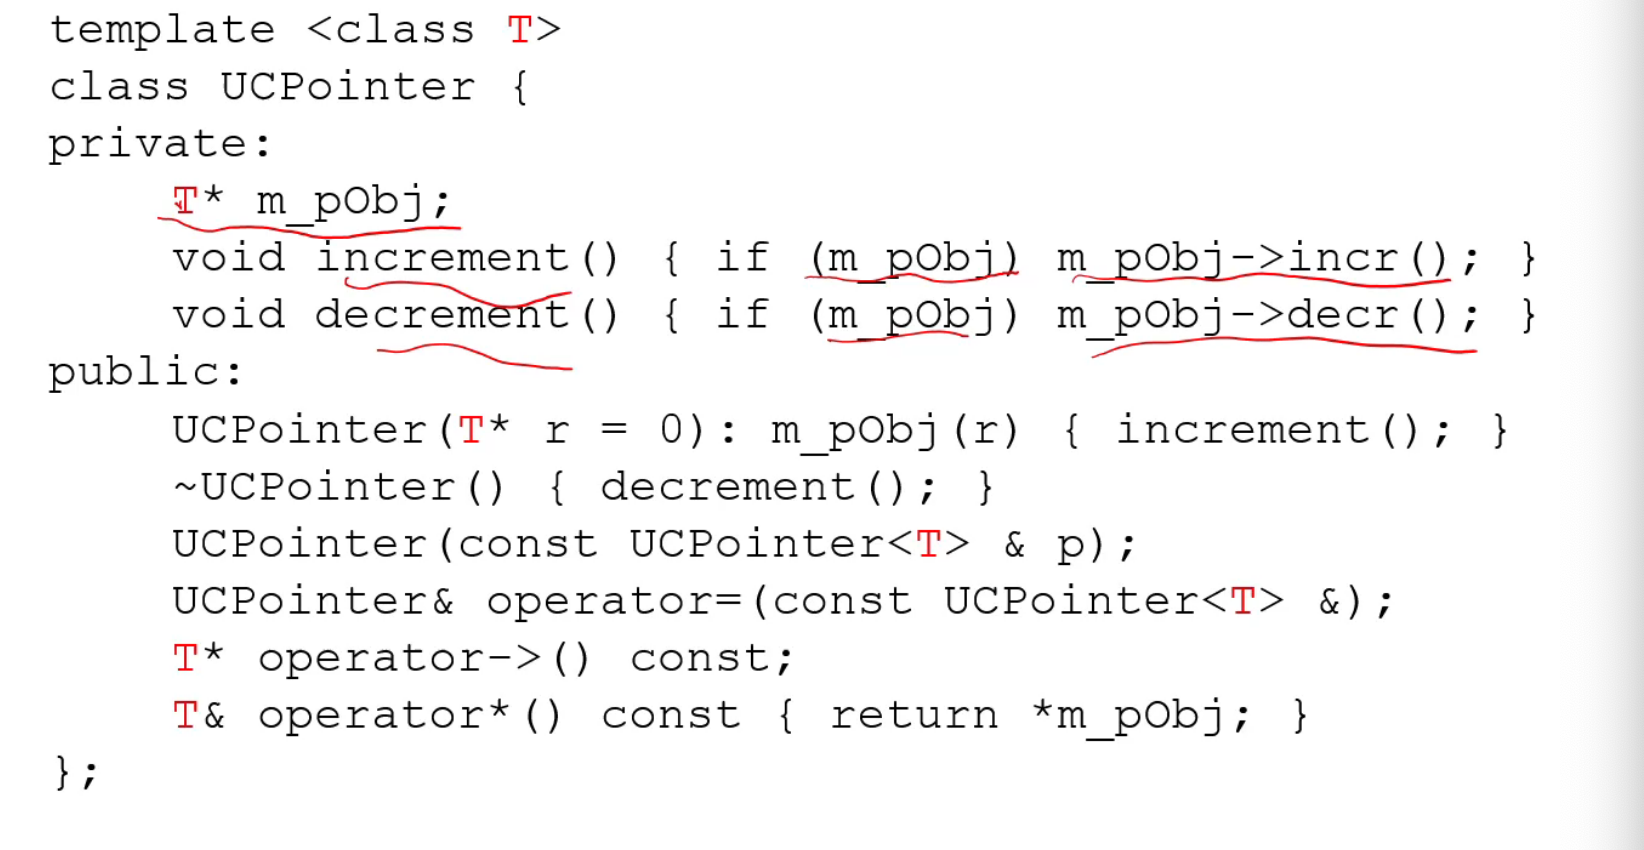 template <class T>
class UCPointer {
private:
T* m_pObj;
void increment() { if (m_pObj) m_pObj->incr(); }
void decrement() { if (m_pObj) m_pObj->decr(); }
public:
UCPointer(T* r = 0): m_pObj(r) { increment(); }
~UCPointer() { decrement(); }
UCPointer(const UCPointer<T> & p);
UCPointer& operator=(const UCPointer<T> &);
T* operator->() const;
T& operator*() const { return *m_pObj; }
};